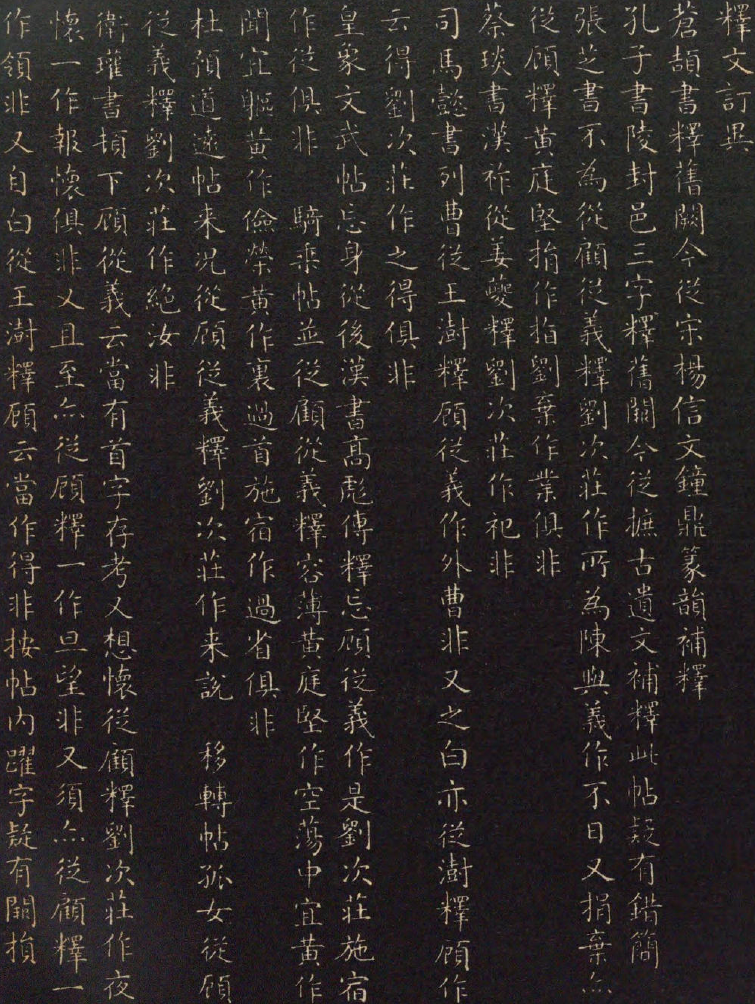 釋文訂異
蒼頡書釋舊闕今從宋楊信文鐘鼎篆韻補釋
孔子書陵封邑三字釋舊闕今從摭古遺文補釋此帖疑有錯簡
張芝書不為從顧從義釋劉次莊作所為陳與義作不目又捐棄亦
從顧釋黃庭堅捐作指劉棄作業俱非
蔡琰書漢祚從姜夔釋劉次莊作祀非
司馬懿書列曹從王澍釋顧從義作外曹非又之白亦從澍釋顧作
云得劉次莊作之得俱非
皇象文武帖忘身從後漢書高彪傳釋忘顧從義作是劉次莊施宿
作從俱非 騎乘帖並從顧從義釋容薄黃庭堅作空蕩中宜黃作
聞宜軀黃作儉榮黃作裏過首施宿作過省俱非
杜預道遠帖来況從顧從義釋劉次莊作来說 移轉帖孤女從顧
從義釋劉次莊作絕汝非
衛瓘書頓下顧從義云當有首字存考又想懷從顧釋劉次莊作夜
懷一作報懷俱非又且至亦從顧釋一作旦望非又須亦從顧釋一
作領非又自白從王澍釋顧云當作得非按帖內躍字疑有闕損